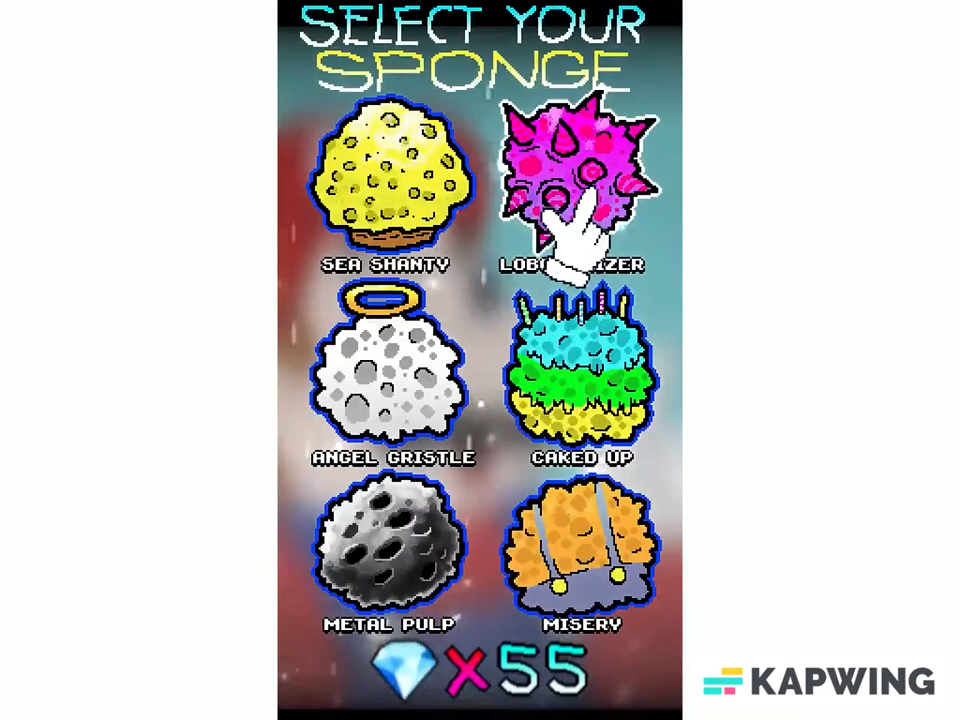 SELECT YOUR
SPONGE
SEA SHANTY
ANGEL GRISTLE CAKED UP
METAL PULP MISERY
X55
KAPWING